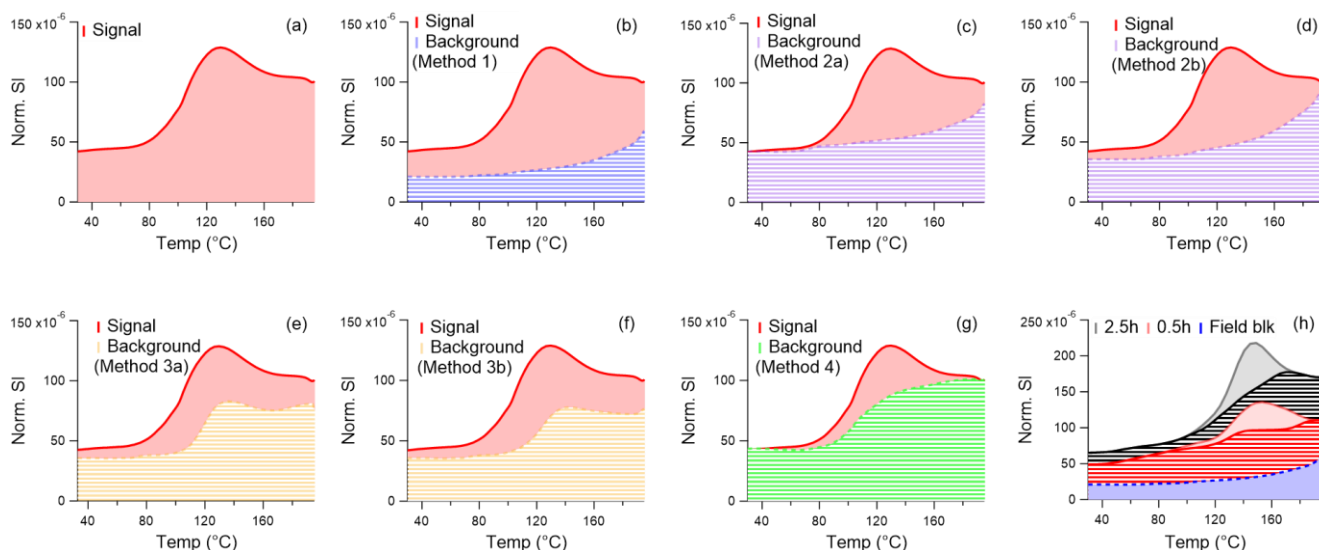 150 x10-6
Signal
(a)
100
50
0
40
80
120
160
Norm. SI
Temp (°C)
150 x10-6
Signal
Background
(Method 1)
(b)
100
50
0
40
80
120
160
Norm. SI
Temp (°C)
150 x10-6
Signal
Background
(Method 2a)
(c)
100
50
0
40
80
120
160
Norm. SI
Temp (°C)
150 x10-6
Signal
Background
(Method 2b)
(d)
100
50
0
40
80
120
160
Norm. SI
Temp (°C)
150 x10-6
Signal
Background
(Method 3a)
(e)
100
50
0
40
80
120
160
Norm. SI
Temp (°C)
150 x10-6
Signal
Background
(Method 3b)
(f)
100
50
0
40
80
120
160
Norm. SI
Temp (°C)
150 x10-6
Signal
Background
(Method 4)
(g)
100
50
0
40
80
120
160
Norm. SI
Temp (°C)
250 x10-6
2.5h 0.5h Field blk
(h)
200
150
100
50
0
40
80
120
160
Norm. SI
Temp (°C)